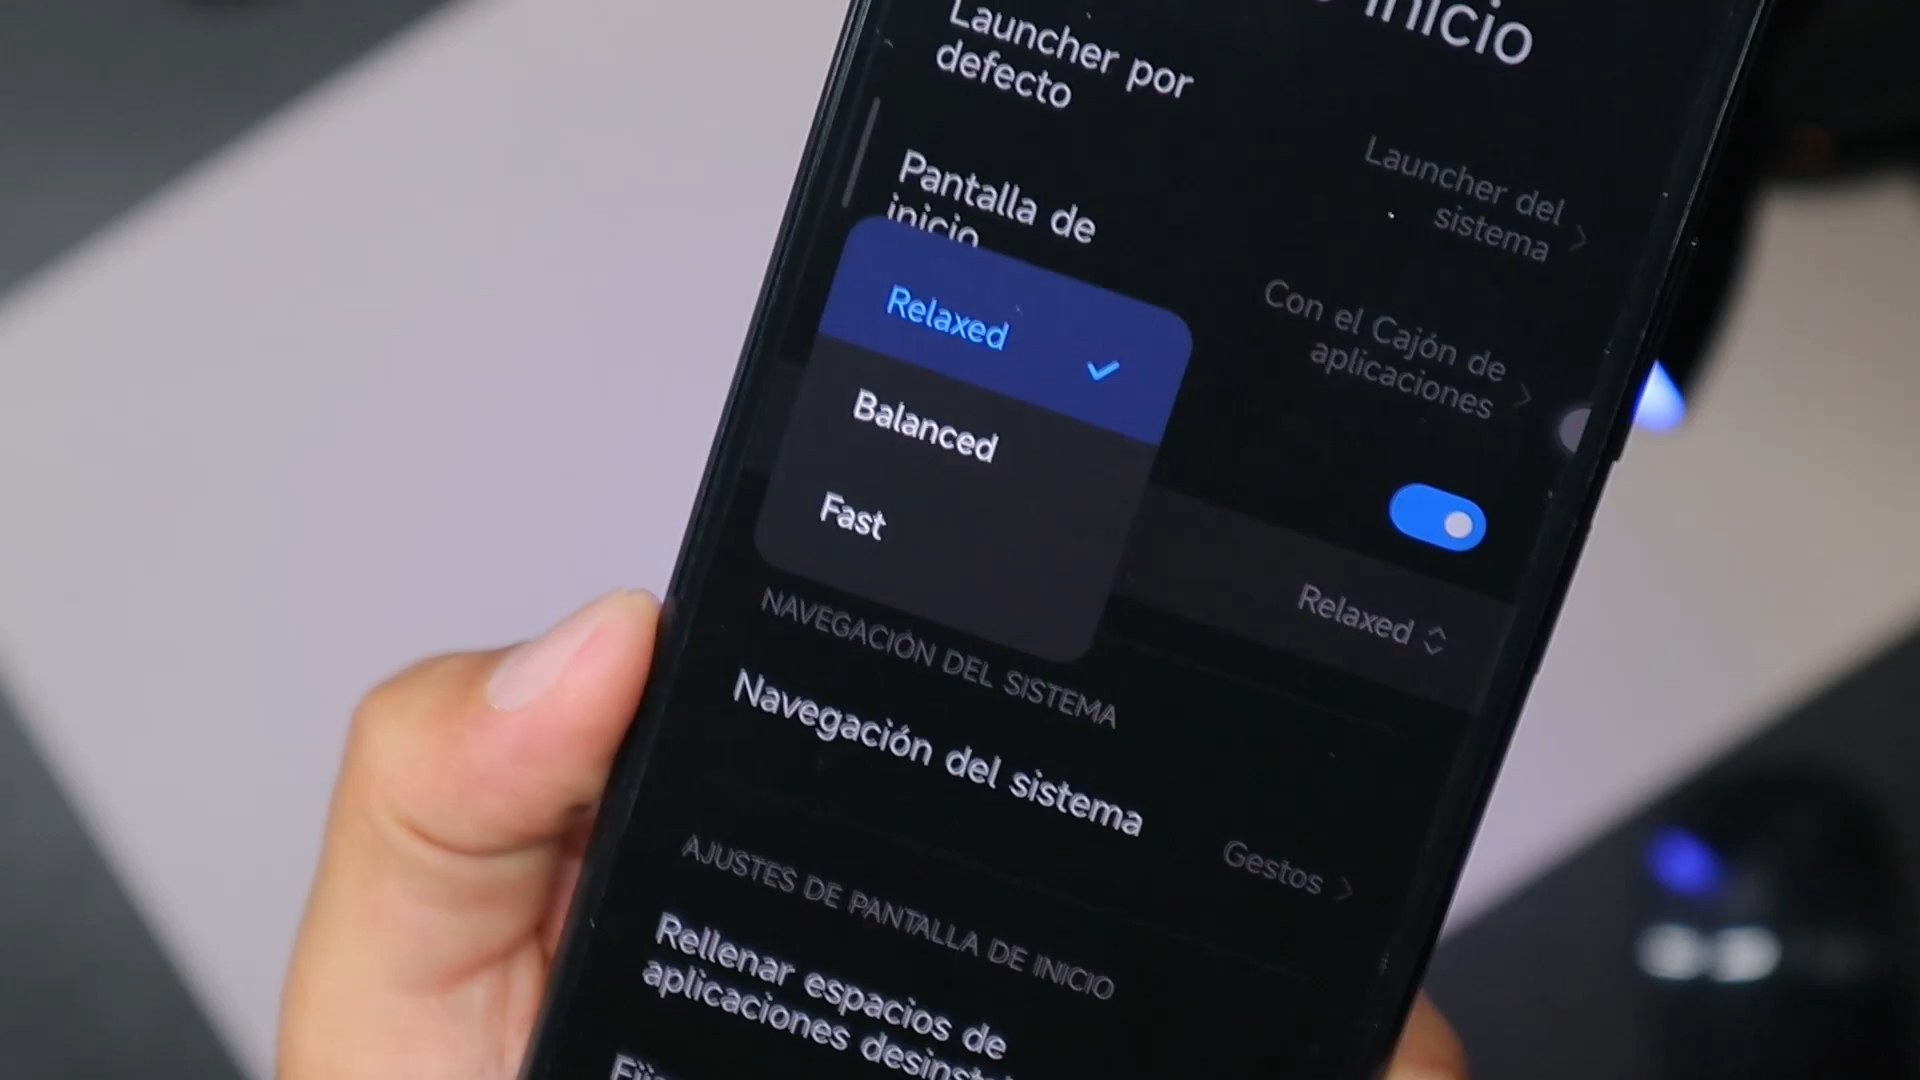 inicio
Launcher por
defecto
Launcher del
sistema
Pantalla de
inicio
Con el Cajón de
aplicaciones
Relaxed
Balanced
Fast
Relaxed
NAVEGACIÓN DEL SISTEMA
Navegación del sistema
Gestos
AJUSTES DE PANTALLA DE INICIO
Rellenar espacios de
aplicaciones